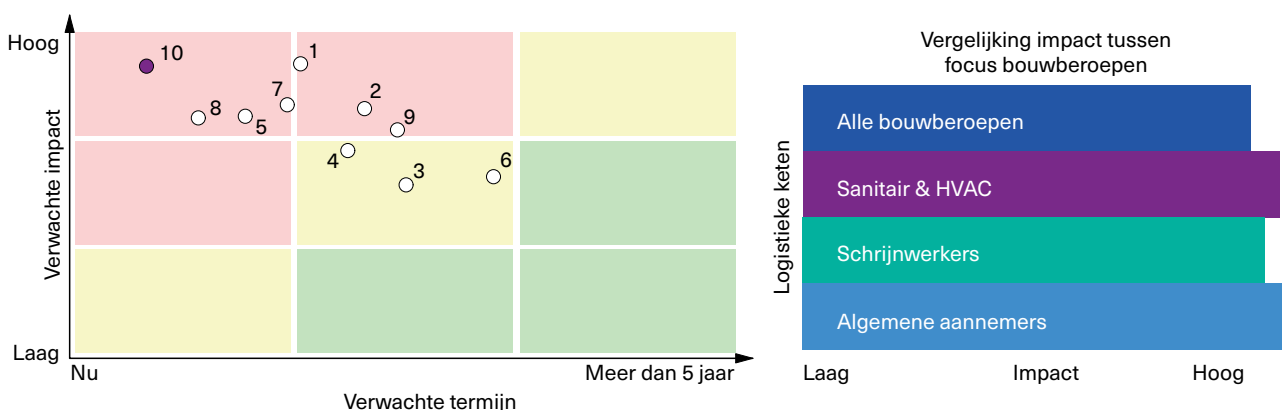 Hoog
10
1
8
5
7
2
9
4
3
6
Verwachte impact
Laag
Nu
Meer dan 5 jaar
Verwachte termijn
Vergelijking impact tussen
focus bouwberoepen
Logistieke keten
Alle bouwberoepen
Sanitair & HVAC
Schrijnwerkers
Algemene aannemers
Laag
Impact
Hoog